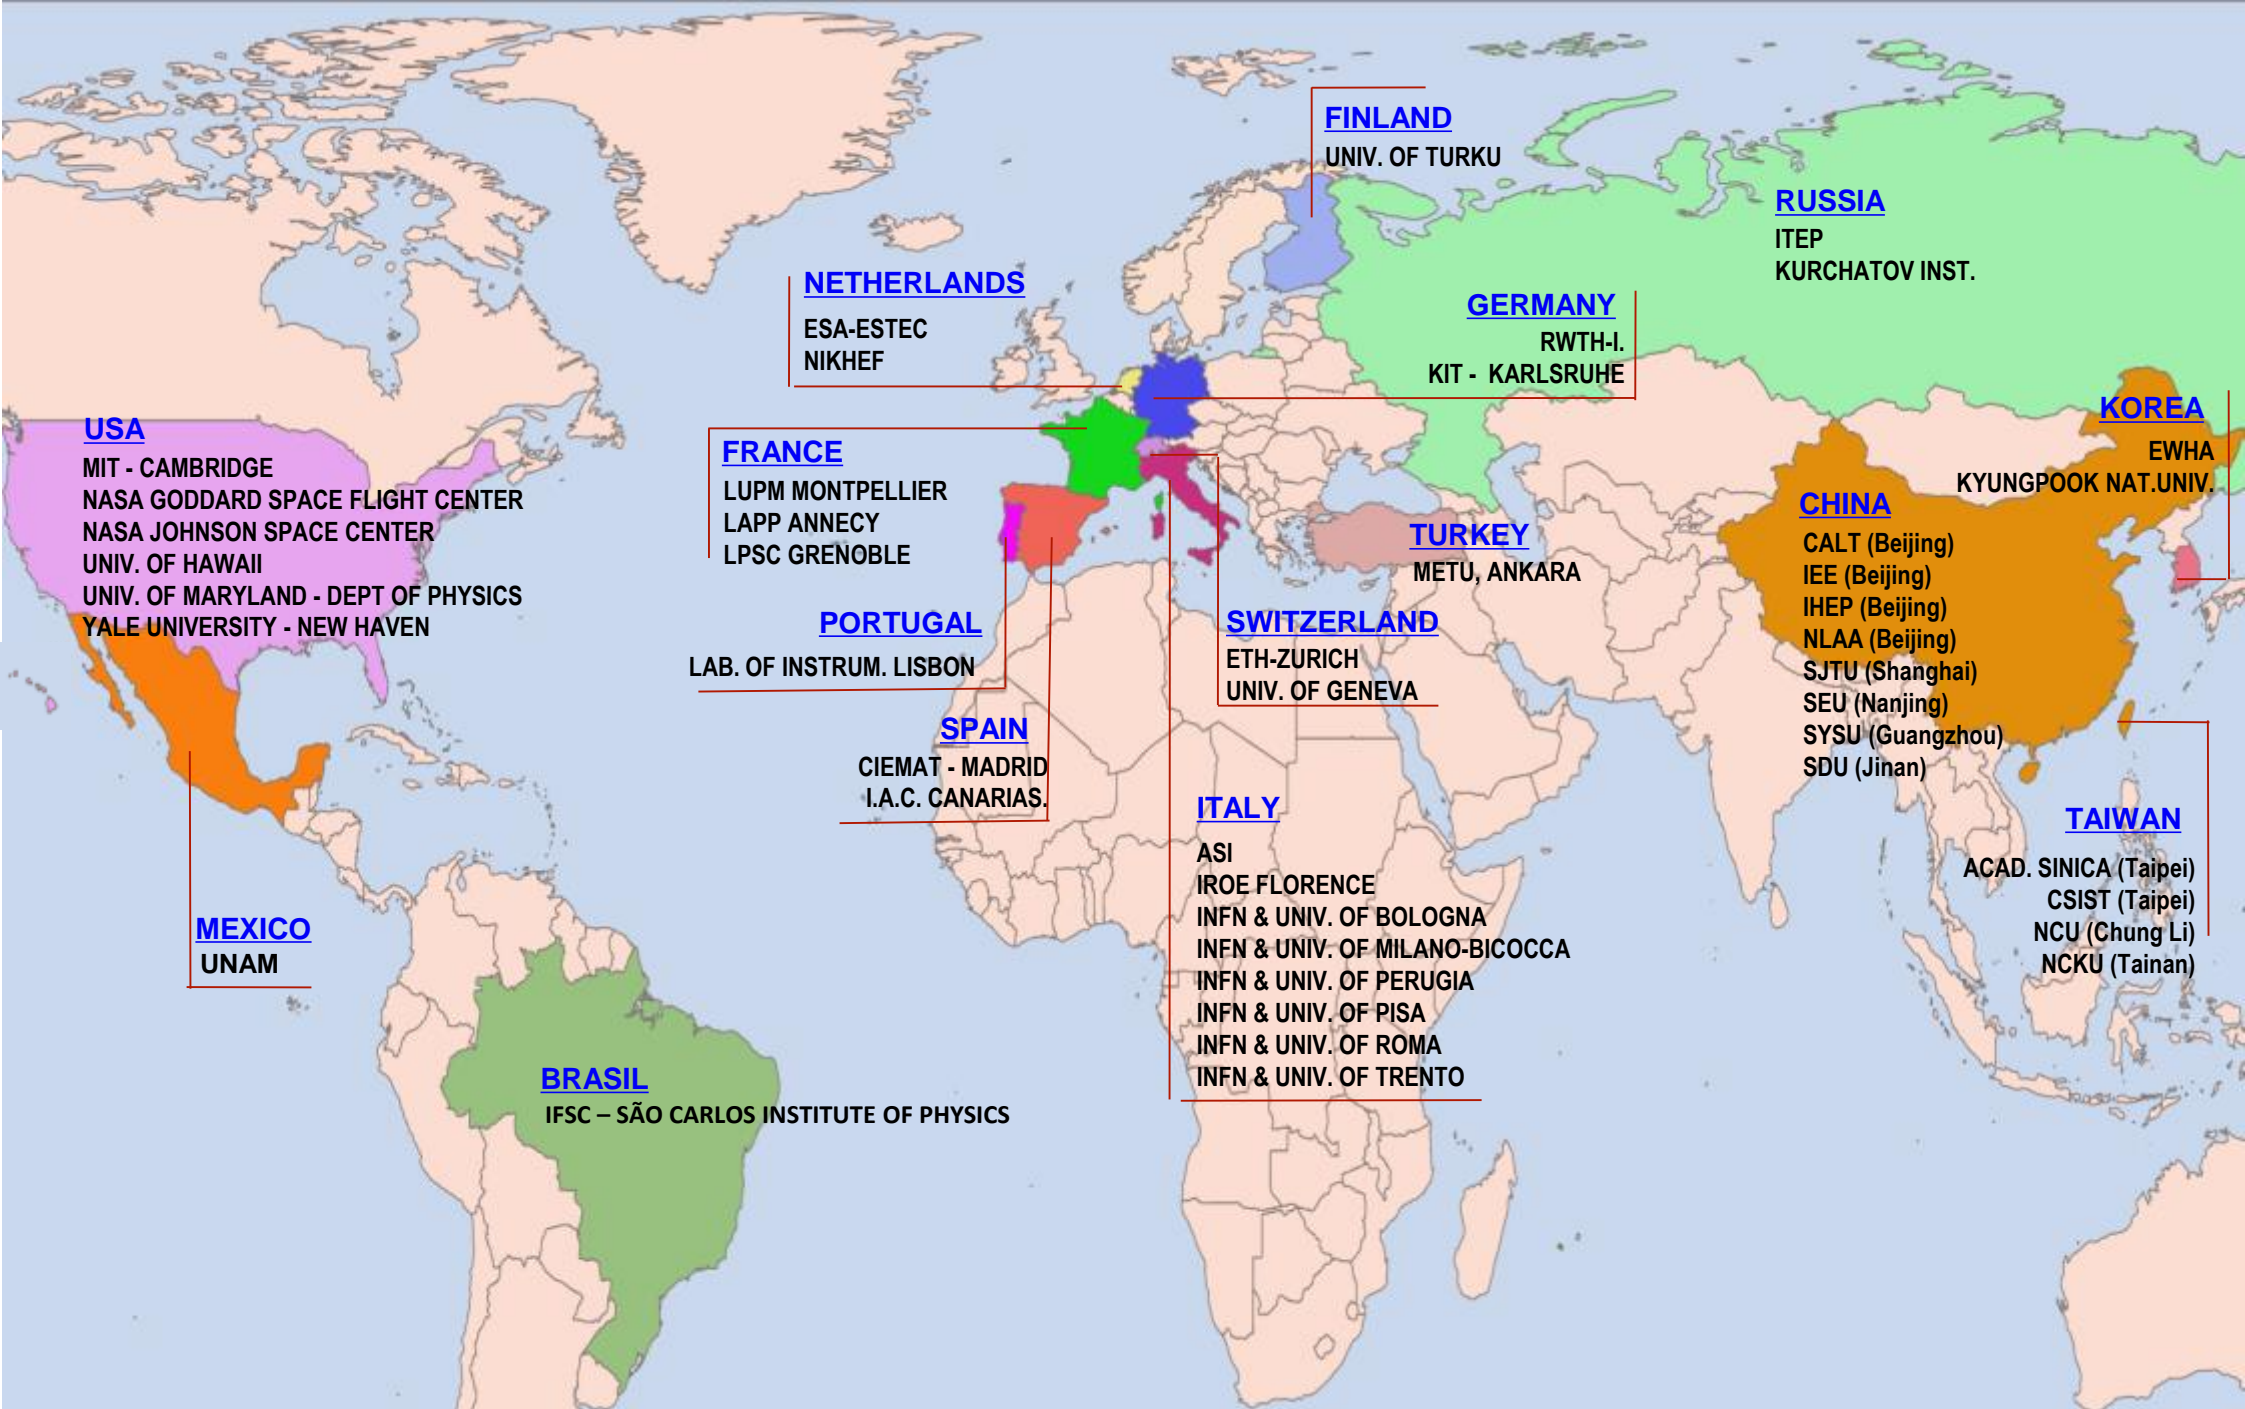 FINLAND
UNIV. OF TURKU
RUSSIA
ITEP
KURCHATOV INST.
NETHERLANDS
ESA-ESTEC
NIKHEF
GERMANY
RWTH-I.
KIT - KARLSRUHE
USA
MIT - CAMBRIDGE
NASA GODDARD SPACE FLIGHT CENTER
NASA JOHNSON SPACE CENTER
UNIV. OF HAWAII
UNIV. OF MARYLAND - DEPT OF PHYSICS
YALE UNIVERSITY - NEW HAVEN
FRANCE
LUPM MONTPELLIER
LAPP ANNECY
LPSC GRENOBLE
KOREA
EWHA
KYUNGPOOK NAT.UNIV.
CHINA
CALT (Beijing)
IEE (Beijing)
IHEP (Beijing)
NLAA (Beijing)
SJTU (Shanghai)
SEU (Nanjing)
SYSU (Guangzhou)
SDU (Jinan)
TURKEY
METU, ANKARA
PORTUGAL
LAB. OF INSTRUM. LISBON
SWITZERLAND
ETH-ZURICH
UNIV. OF GENEVA
SPAIN
CIEMAT - MADRID
I.A.C. CANARIAS.
ITALY
ASI
IROE FLORENCE
INFN & UNIV. OF BOLOGNA
INFN & UNIV. OF MILANO-BICOCCA
INFN & UNIV. OF PERUGIA
INFN & UNIV. OF PISA
INFN & UNIV. OF ROMA
INFN & UNIV. OF TRENTO
TAIWAN
ACAD. SINICA (Taipei)
CSIST (Taipei)
NCU (Chung Li)
NCKU (Tainan)
MEXICO
UNAM
BRASIL
IFSC – SÃO CARLOS INSTITUTE OF PHYSICS